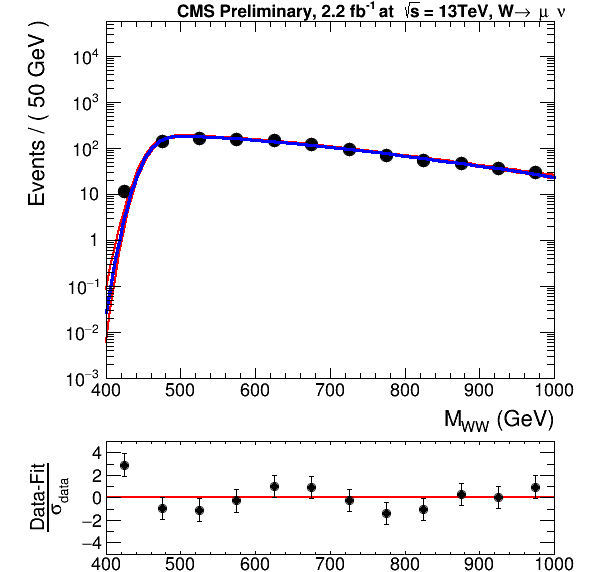 CMS Preliminary, 2.2 fb⁻¹ at √s = 13TeV, W→ μ ν
Events / ( 50 GeV )
10⁴
10³
10²
10
1
10⁻¹
10⁻²
10⁻³
400 500 600 700 800 900 1000
M_WW (GeV)
Data-Fit
σ_data
4
2
0
−2
−4
400 500 600 700 800 900 1000